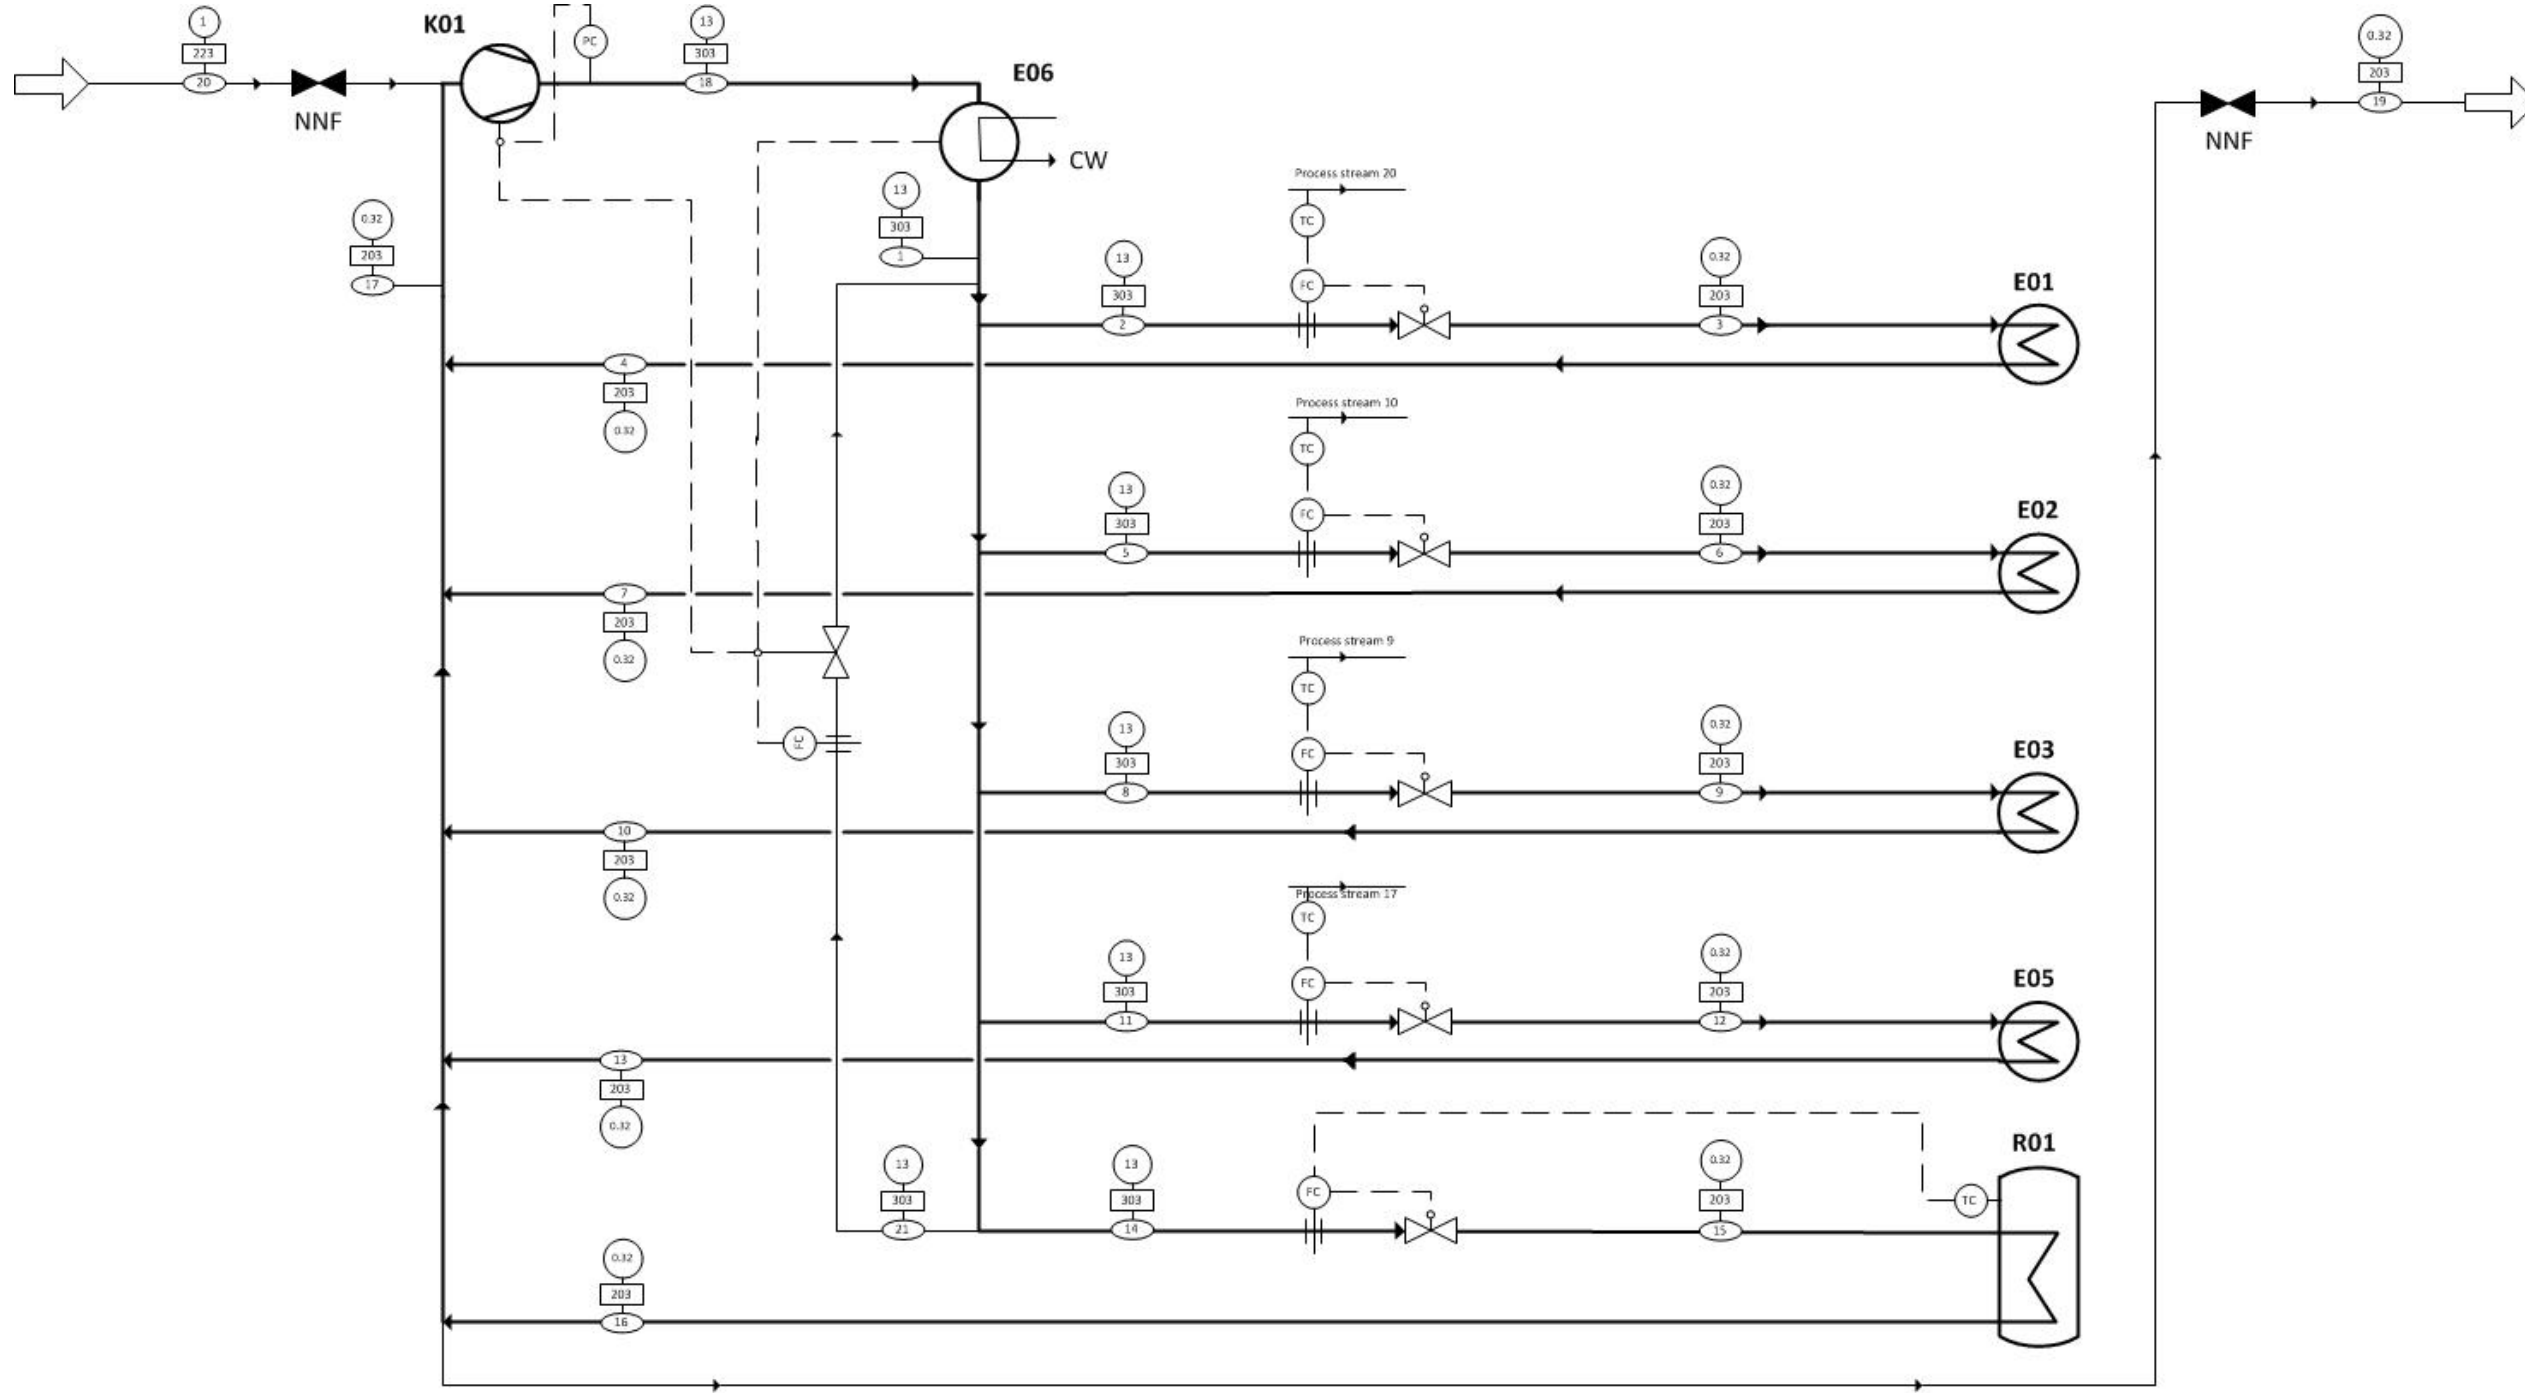 1
223
20
NNF
K01
PC
13
303
18
E06
CW
0.32
203
19
NNF
0.32
203
17
13
303
1
Process stream 20
TC
FC
13
303
2
0.32
203
3
E01
4
203
0.32
Process stream 10
TC
FC
13
303
5
0.32
203
6
E02
7
203
0.32
Process stream 9
TC
FC
FC
13
303
8
0.32
203
9
E03
10
203
0.32
Process stream 17
TC
FC
13
303
11
0.32
203
12
E05
13
203
0.32
13
303
21
13
303
14
FC
0.32
203
15
TC
R01
0.32
203
16